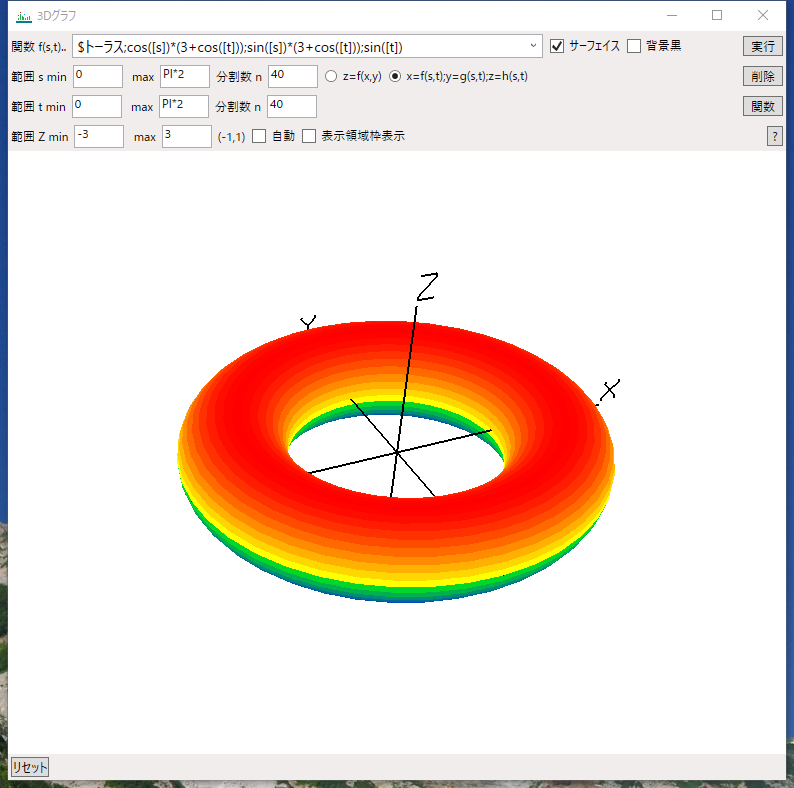 3Dグラフ
関数 f(s,t).. $トーラス;cos([s])*(3+cos([t]));sin([s])*(3+cos([t]));sin([t]) サーフェイス 背景黒 実行
範囲 s min 0 max PI*2 分割数 n 40 z=f(x,y) x=f(s,t);y=g(s,t);z=h(s,t) 削除
範囲 t min 0 max PI*2 分割数 n 40 関数
範囲 Z min -3 max 3 (-1,1) 自動 表示領域枠表示 ?
Z
Y
X
リセット